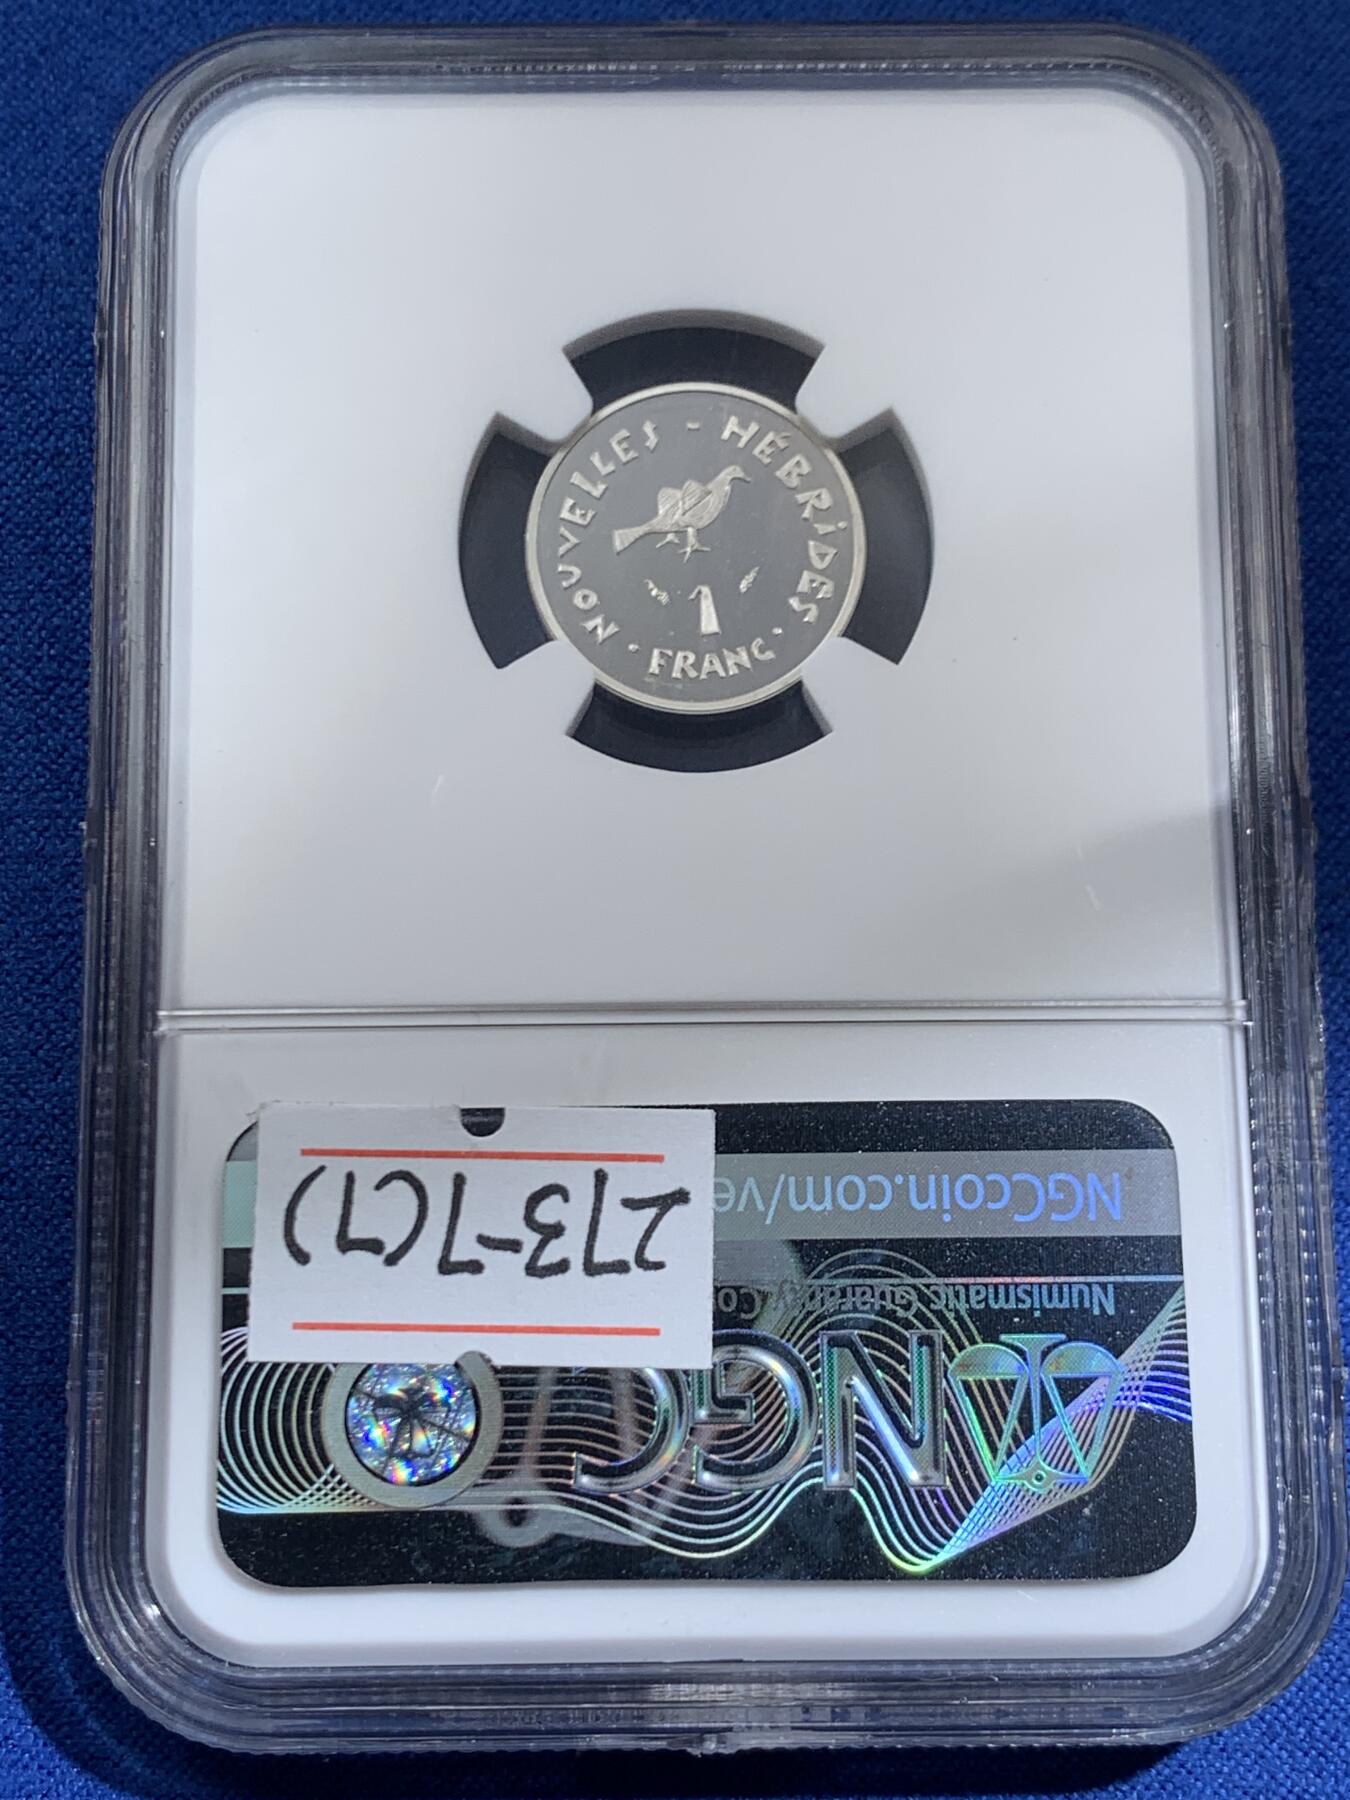 NOUVELLES - HÉBRIDES
1
· FRANC ·
273-7(7)
NGCcoin.com/ve
Numismatic Guaranty Co
NGC